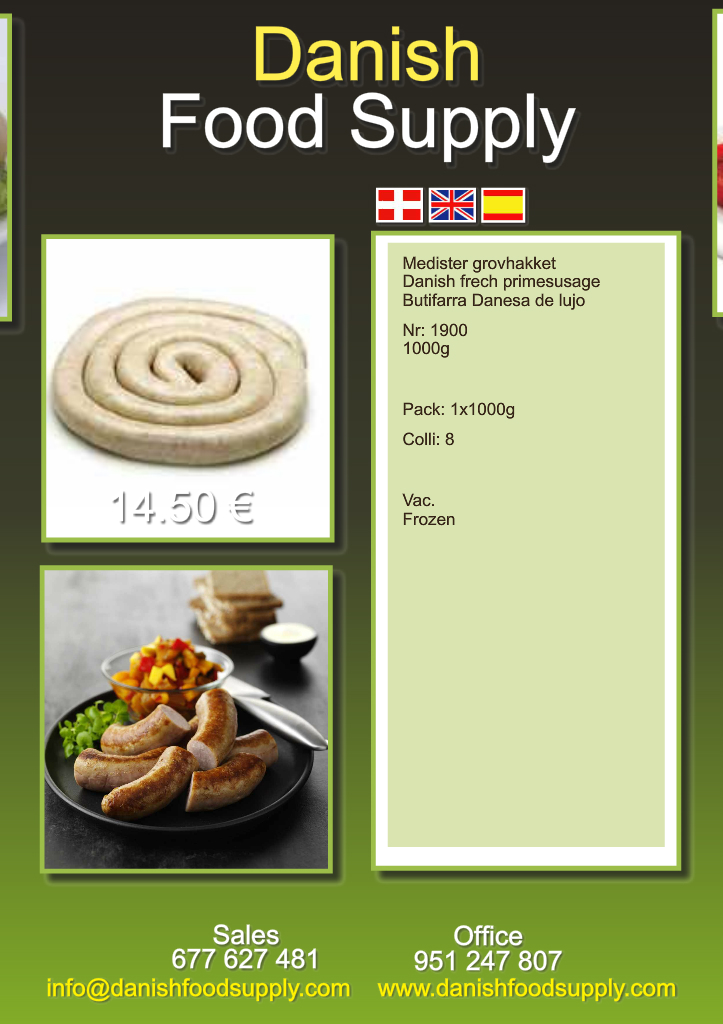 Danish
Food Supply
Medister grovhakket
Danish frech primesusage
Butifarra Danesa de lujo
Nr: 1900
1000g
Pack: 1x1000g
Colli: 8
Vac.
Frozen
14.50 €
Sales
677 627 481
info@danishfoodsupply.com
Office
951 247 807
www.danishfoodsupply.com